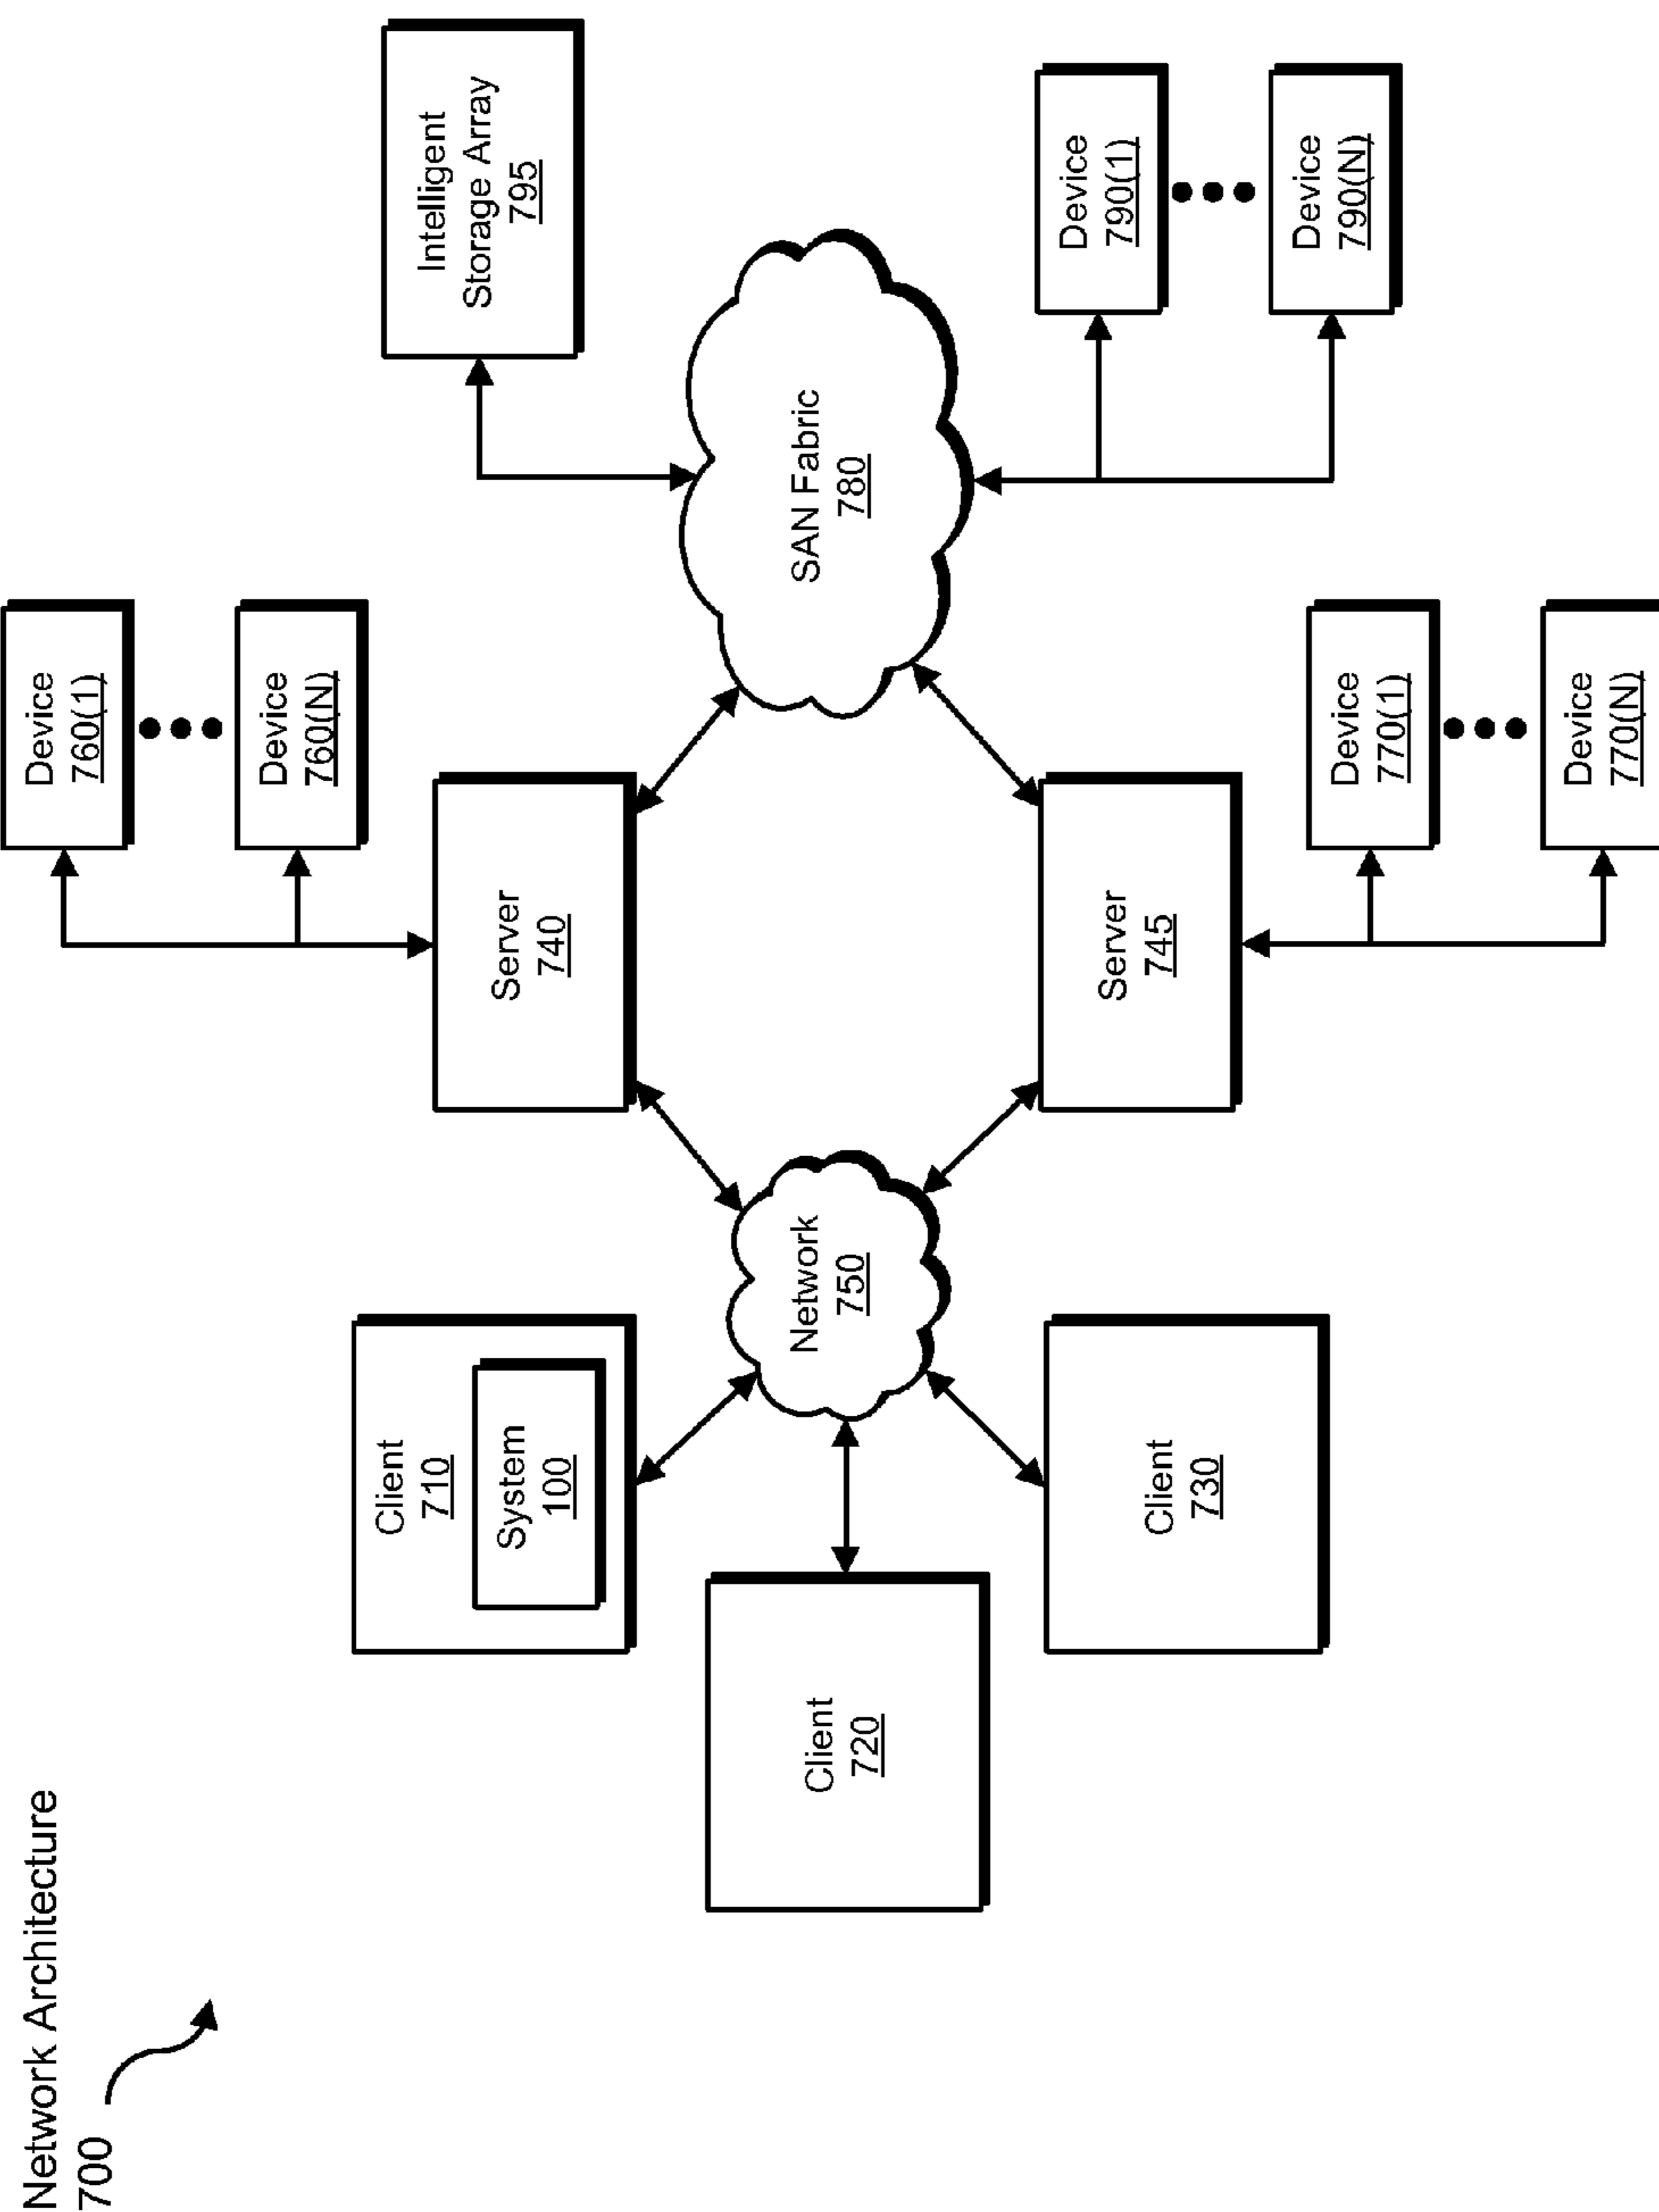 Network Architecture
700
Device
760(1)
Device
760(N)
Intelligent
Storage Array
795
Client
710
System
100
Server
740
Client
720
Network
750
SAN Fabric
780
Server
745
Device
790(1)
Device
790(N)
Client
730
Device
770(1)
Device
770(N)